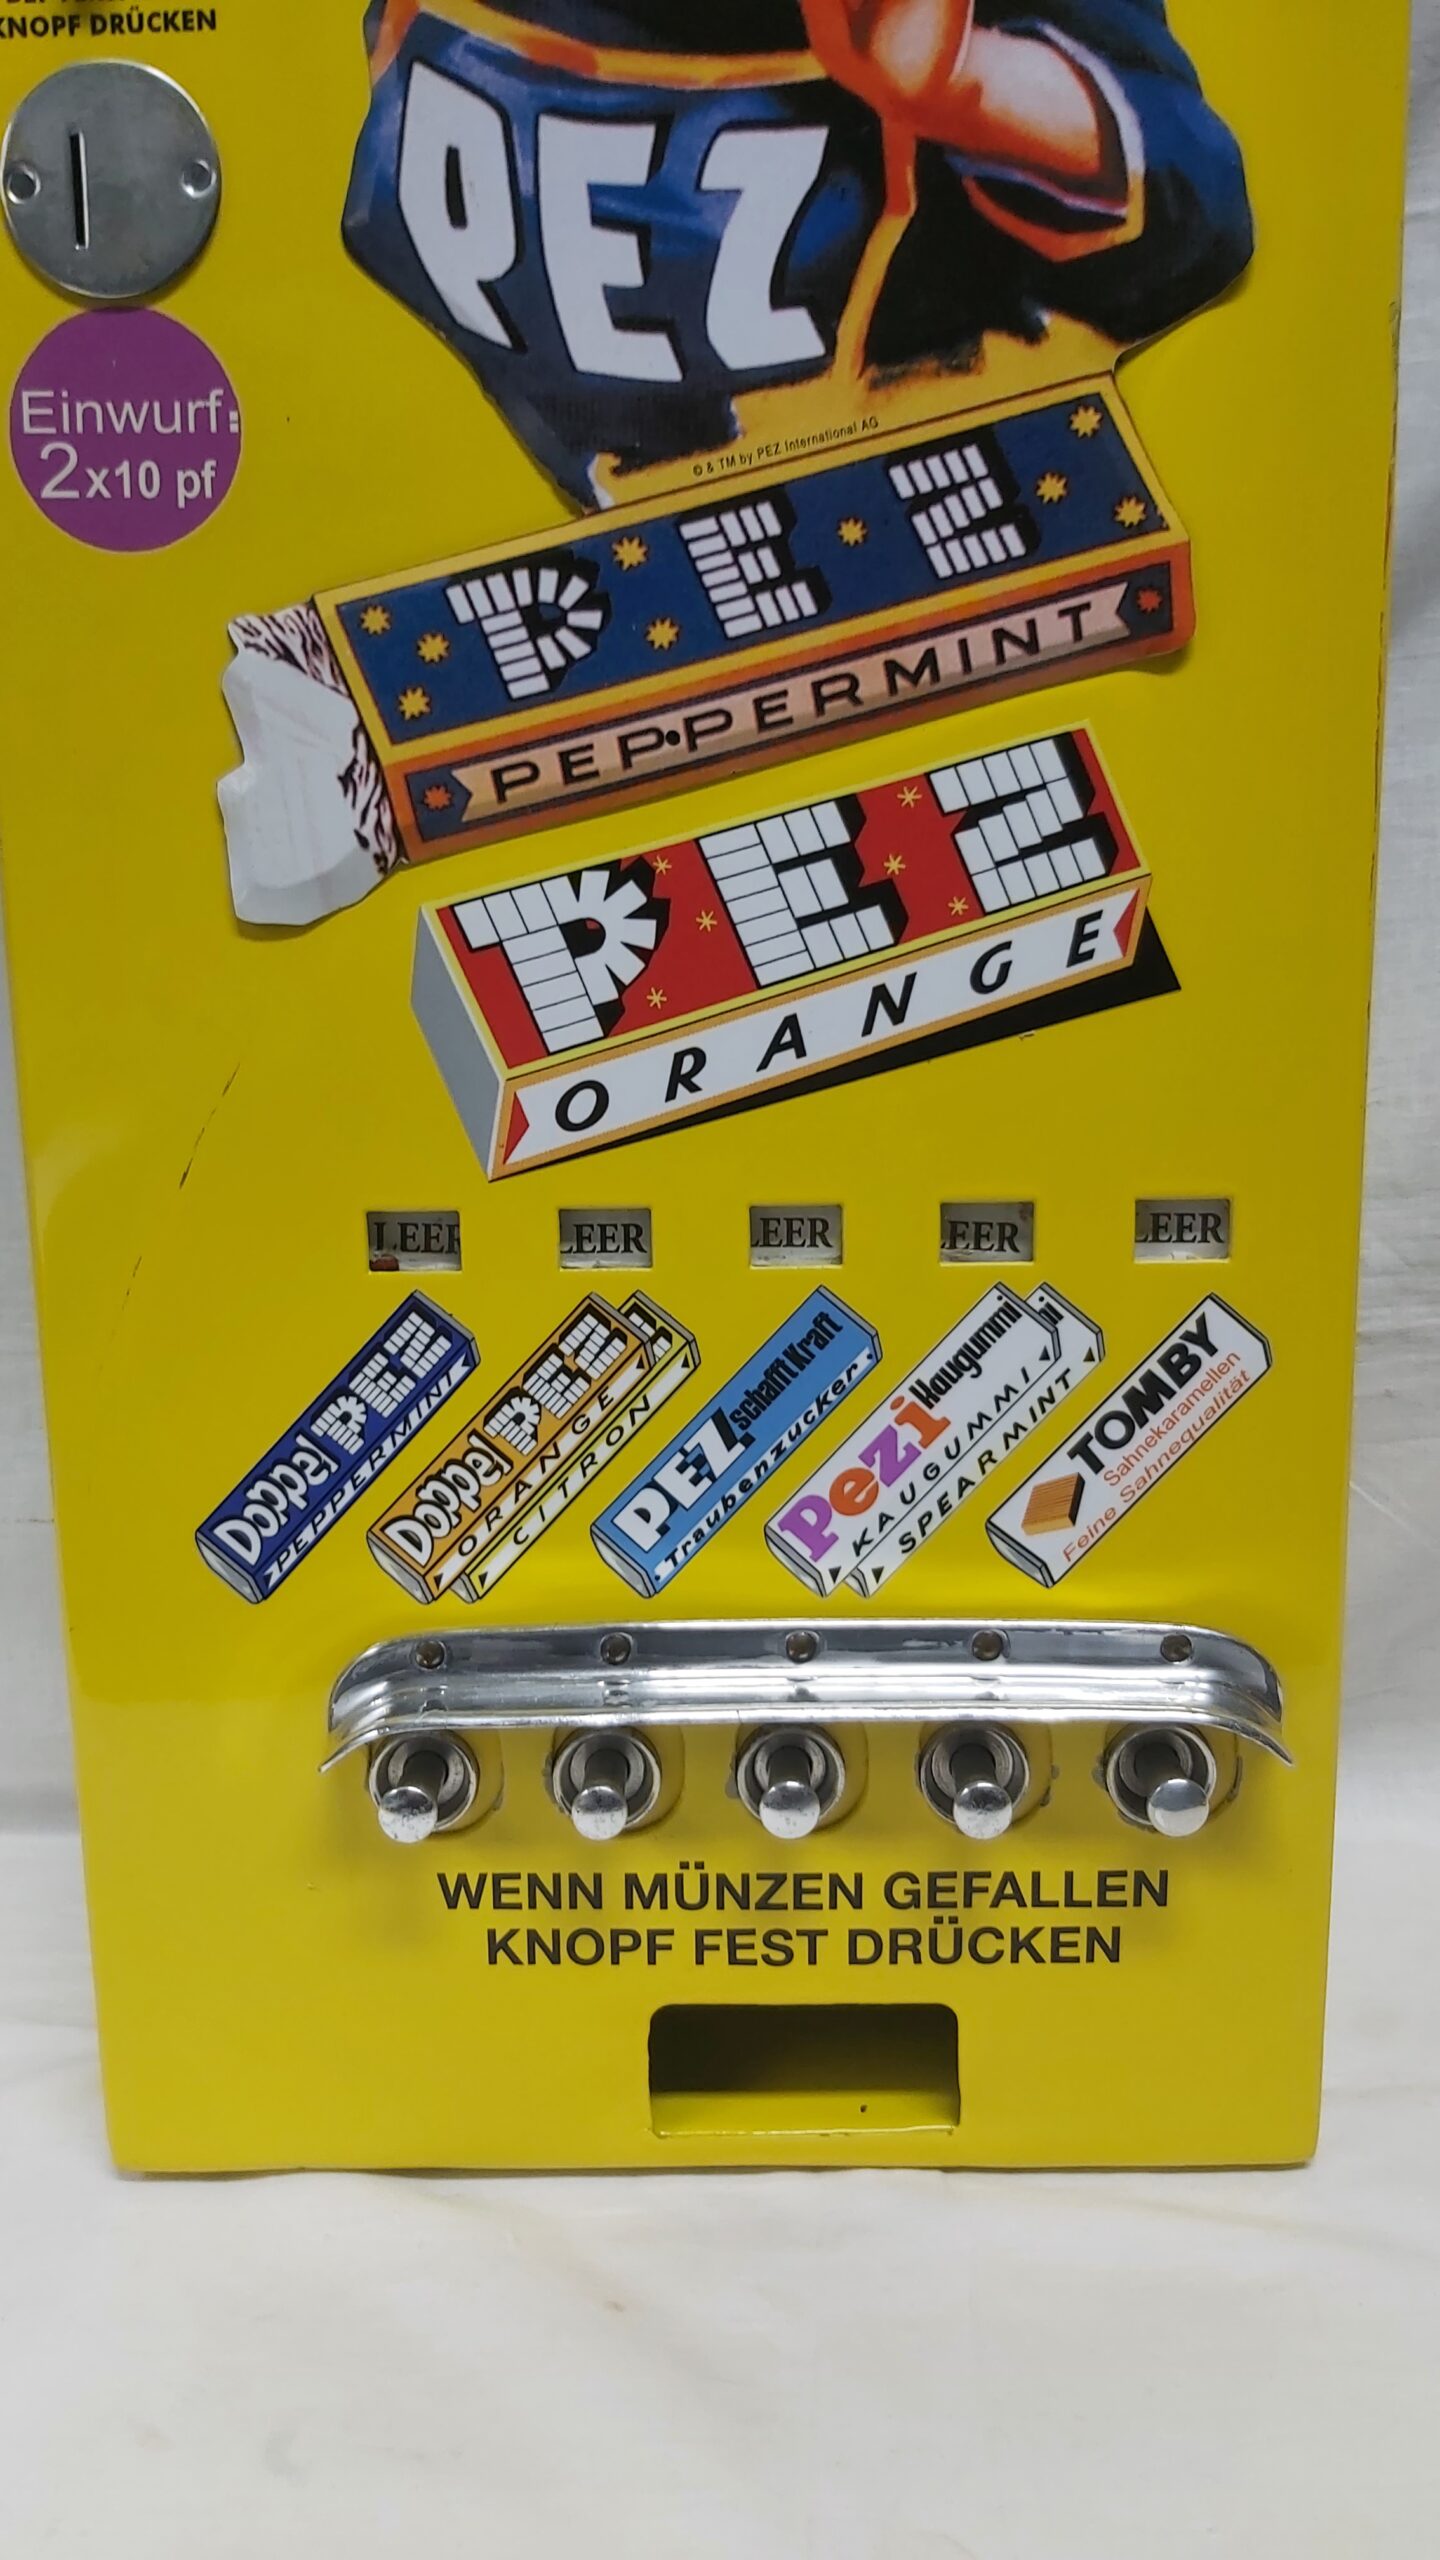 KNOPF DRÜCKEN
PEZ
Einwurf:
2x10 pf
© & TM by PEZ International AG
PEZ
PEP•PERMINT
PEZ
ORANGE
LEER
LEER
LEER
LEER
LEER
Doppel PEZ
PEPPERMINT
Doppel PEZ
ORANGE
CITRON
PEZ schafft Kraft
Traubenzucker
Pezi Kaugummi
KAUGUMMI
SPEARMINT
TOMBY
Sahnekaramellen
Feine Sahnequalität
WENN MÜNZEN GEFALLEN
KNOPF FEST DRÜCKEN